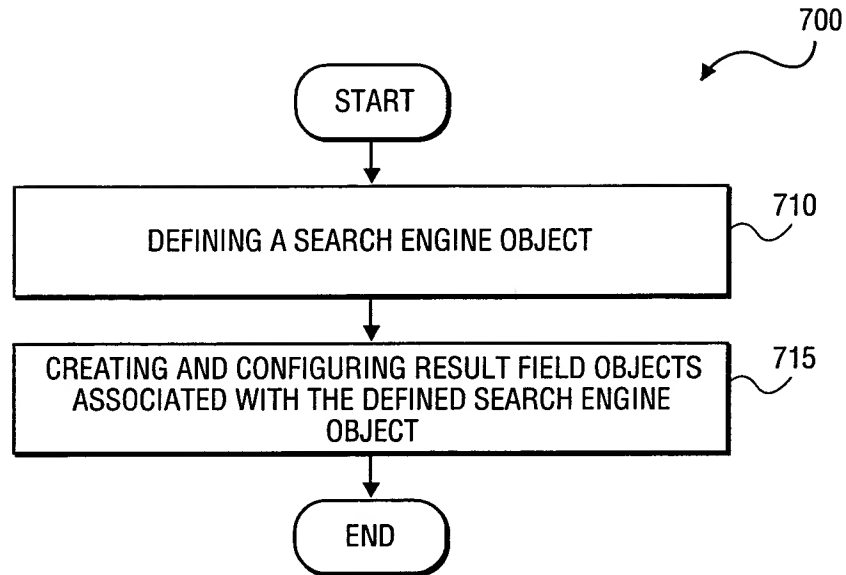 700
START
DEFINING A SEARCH ENGINE OBJECT
710
CREATING AND CONFIGURING RESULT FIELD OBJECTS
ASSOCIATED WITH THE DEFINED SEARCH ENGINE
OBJECT
715
END